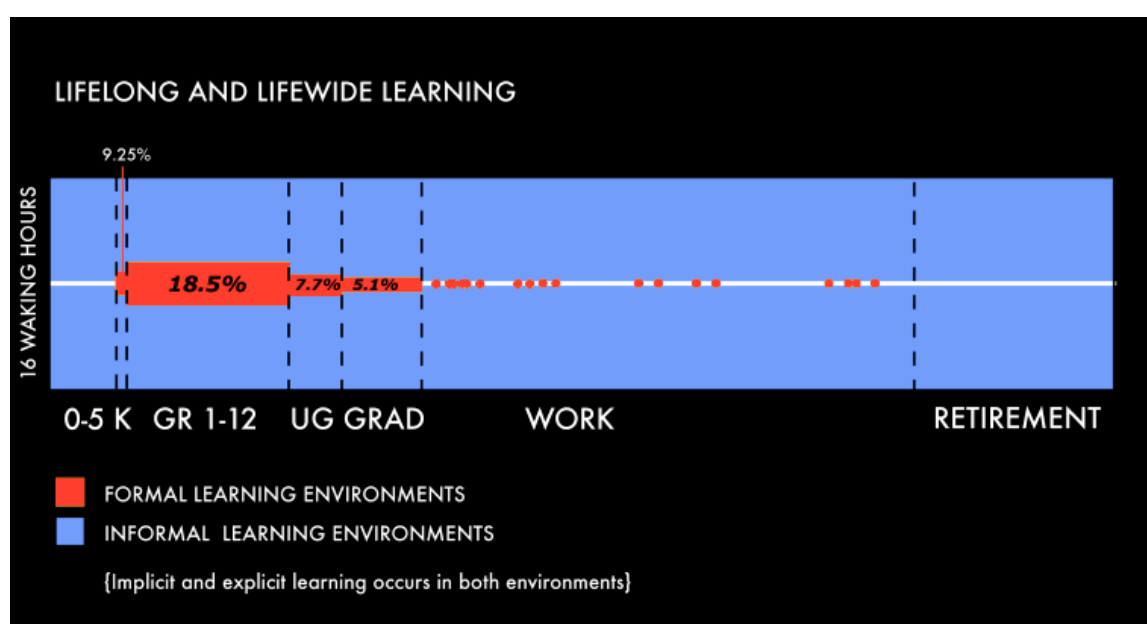 LIFELONG AND LIFEWIDE LEARNING
9.25%
16 WAKING HOURS
18.5%
7.7%
5.1%
0-5 K GR 1-12 UG GRAD WORK RETIREMENT
FORMAL LEARNING ENVIRONMENTS
INFORMAL LEARNING ENVIRONMENTS
{Implicit and explicit learning occurs in both environments}